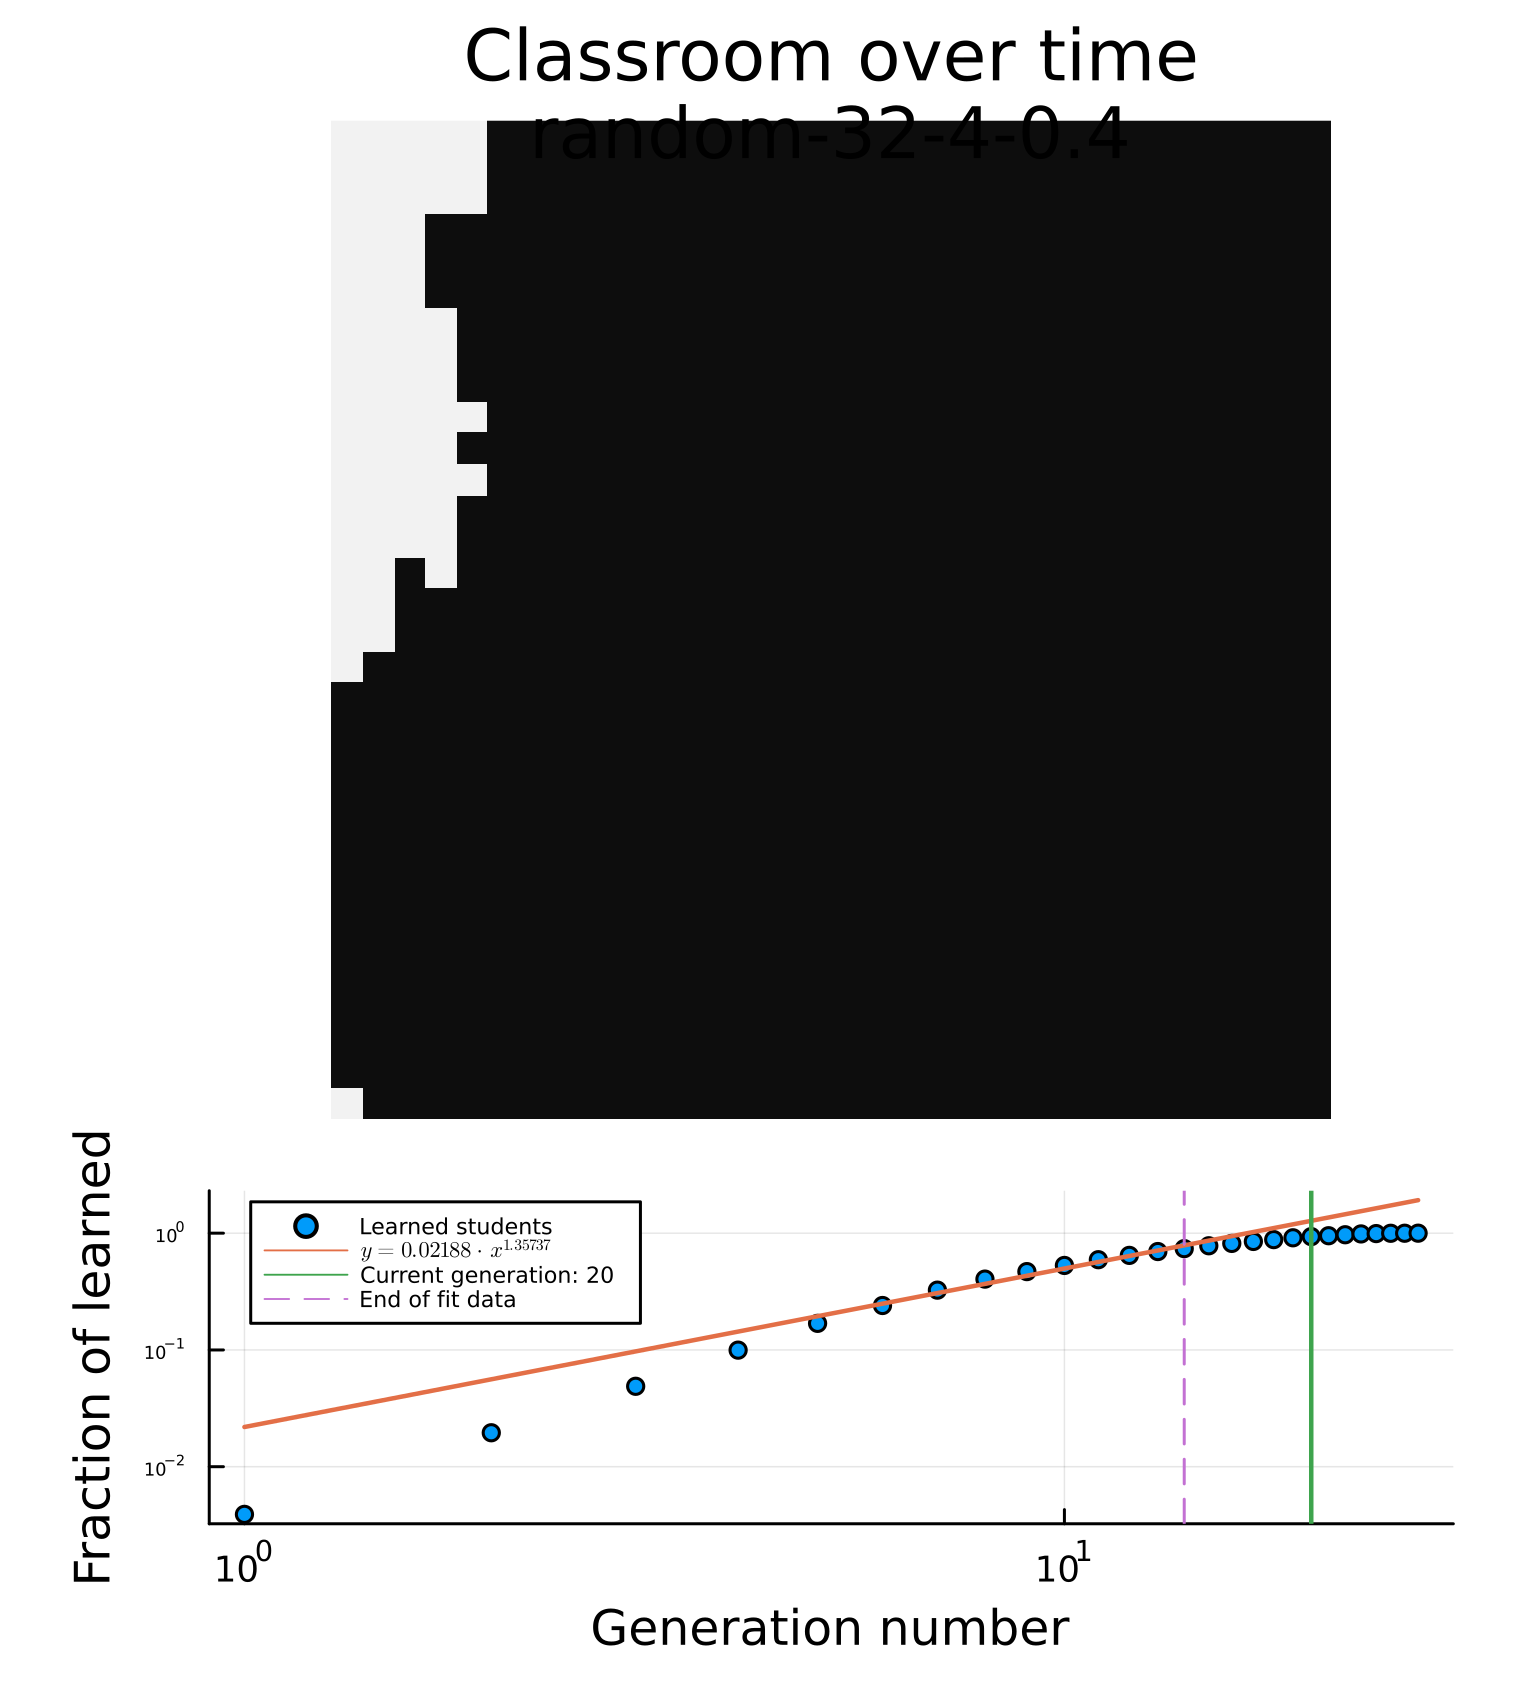 Classroom over time
random-32-4-0.4
Fraction of learned
Learned students
y = 0.02188 · x^1.35737
Current generation: 20
End of fit data
10^0
10^-1
10^-2
10^0
10^1
Generation number